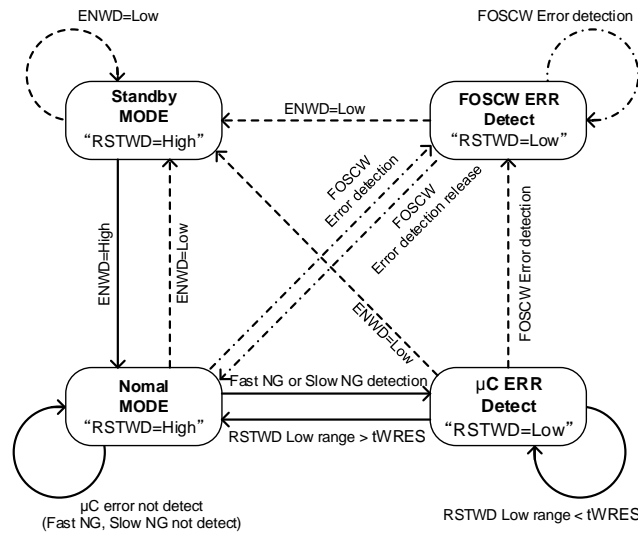 ENWD=Low
FOSCW Error detection
Standby
MODE
“RSTWD=High”
ENWD=Low
FOSCW ERR
Detect
“RSTWD=Low”
FOSCW
Error detection
FOSCW
Error detection release
ENWD=High
ENWD=Low
FOSCW Error detection
ENWD=Low
Nomal
MODE
“RSTWD=High”
Fast NG or Slow NG detection
RSTWD Low range > tWRES
µC ERR
Detect
“RSTWD=Low”
µC error not detect
(Fast NG, Slow NG not detect)
RSTWD Low range < tWRES